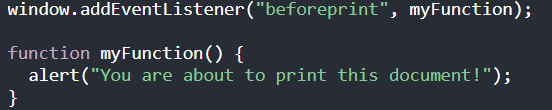 window.addEventListener("beforeprint", myFunction);
function myFunction() {
  alert("You are about to print this document!");
}